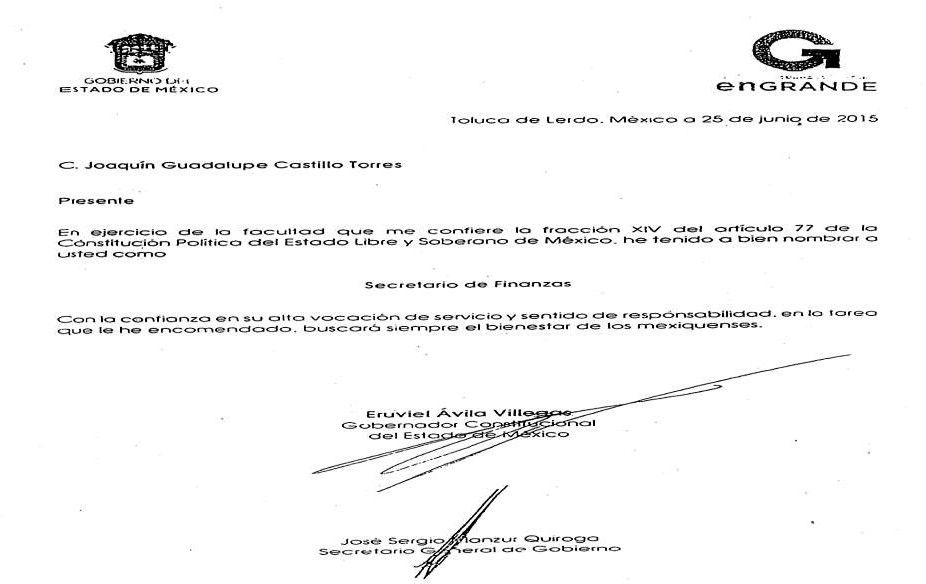 GOBIERNO DEL
ESTADO DE MÉXICO
enGRANDE
Toluca de Lerdo, México a 25 de junio de 2015
C. Joaquín Guadalupe Castillo Torres
Presente
En ejercicio de la facultad que me confiere la fracción XIV del artículo 77 de la
Constitución Política del Estado Libre y Soberano de México, he tenido a bien nombrar a
usted como
Secretario de Finanzas
Con la confianza en su alta vocación de servicio y sentido de responsabilidad, en la tarea
que le he encomendado, buscará siempre el bienestar de los mexiquenses.
Eruviel Ávila Villegas
Gobernador Constitucional
del Estado de México
José Sergio Manzur Quiroga
Secretario General de Gobierno